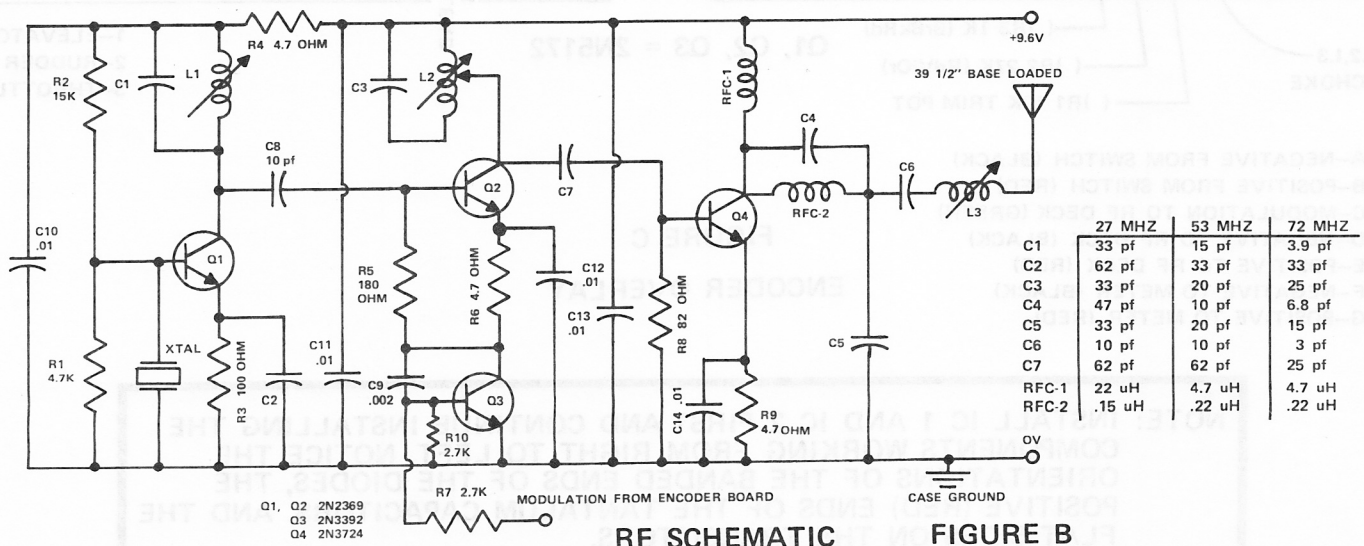 R4 4.7 OHM
+9.6V
39 1/2" BASE LOADED
R2
15K
C1
L1
C3
L2
RFC-1
C4
C8
10 pf
C7
C6
L3
Q2
RFC-2
Q4
C10
.01
Q1
R5
180
OHM
R6 4.7 OHM
C12
.01
C13
.01
R8 82 OHM
C5
R1
4.7K
XTAL
R3 100 OHM
C2
C11
.01
C9
.002
Q3
R10
2.7K
C14 .01
R9
4.7OHM
27 MHZ 53 MHZ 72 MHZ
C1 33 pf 15 pf 3.9 pf
C2 62 pf 33 pf 33 pf
C3 33 pf 20 pf 25 pf
C4 47 pf 10 pf 6.8 pf
C5 33 pf 20 pf 15 pf
C6 10 pf 10 pf 3 pf
C7 62 pf 62 pf 25 pf
RFC-1 22 uH 4.7 uH 4.7 uH
RFC-2 .15 uH .22 uH .22 uH
0V
CASE GROUND
R7 2.7K
MODULATION FROM ENCODER BOARD
Q1, Q2 2N2369
Q3 2N3392
Q4 2N3724
RF SCHEMATIC
FIGURE B